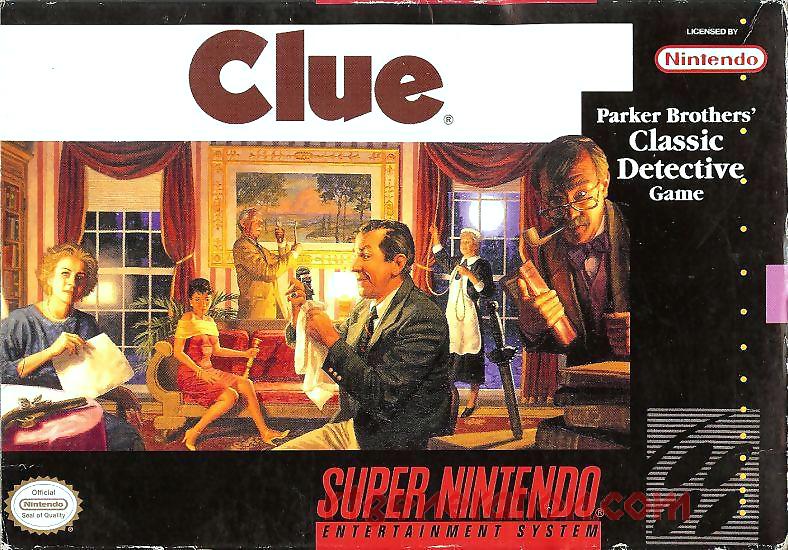 Clue®
LICENSED BY
Nintendo®
Parker Brothers'
Classic
Detective
Game
Official
Nintendo
Seal of Quality
SUPER NINTENDO®
ENTERTAINMENT SYSTEM